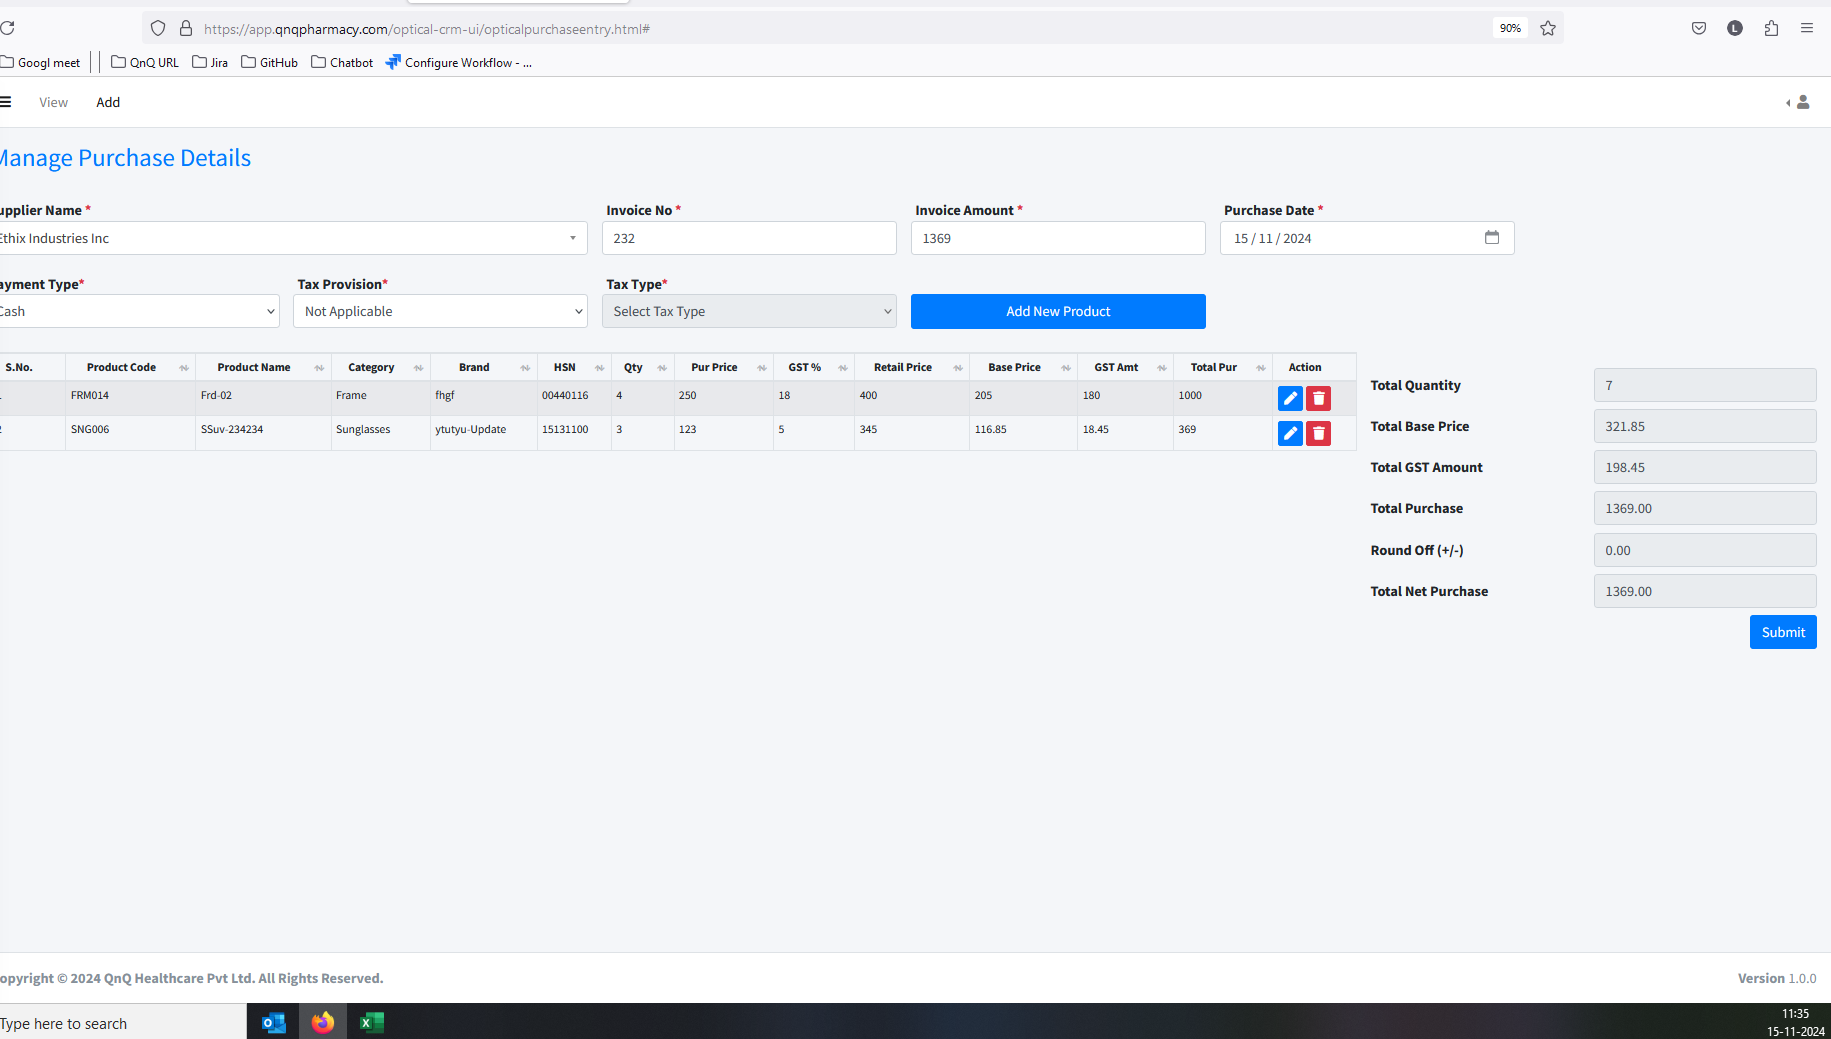 https://app.qnqpharmacy.com/optical-crm-ui/opticalpurchaseentry.html#
90%
L
Googl meet
QnQ URL
Jira
GitHub
Chatbot
Configure Workflow - ...
View
Add
Manage Purchase Details
upplier Name *
Invoice No *
Invoice Amount *
Purchase Date *
Ethix Industries Inc
232
1369
15 / 11 / 2024
ayment Type*
Tax Provision*
Tax Type*
Cash
Not Applicable
Select Tax Type
Add New Product
S.No. Product Code Product Name Category Brand HSN Qty Pur Price GST % Retail Price Base Price GST Amt Total Pur Action
FRM014 Frd-02 Frame fhgf 00440116 4 250 18 400 205 180 1000
2 SNG006 SSuv-234234 Sunglasses ytutyu-Update 15131100 3 123 5 345 116.85 18.45 369
Total Quantity 7
Total Base Price 321.85
Total GST Amount 198.45
Total Purchase 1369.00
Round Off (+/-) 0.00
Total Net Purchase 1369.00
Submit
opyright © 2024 QnQ Healthcare Pvt Ltd. All Rights Reserved.
Version 1.0.0
Type here to search
11:35
15-11-2024